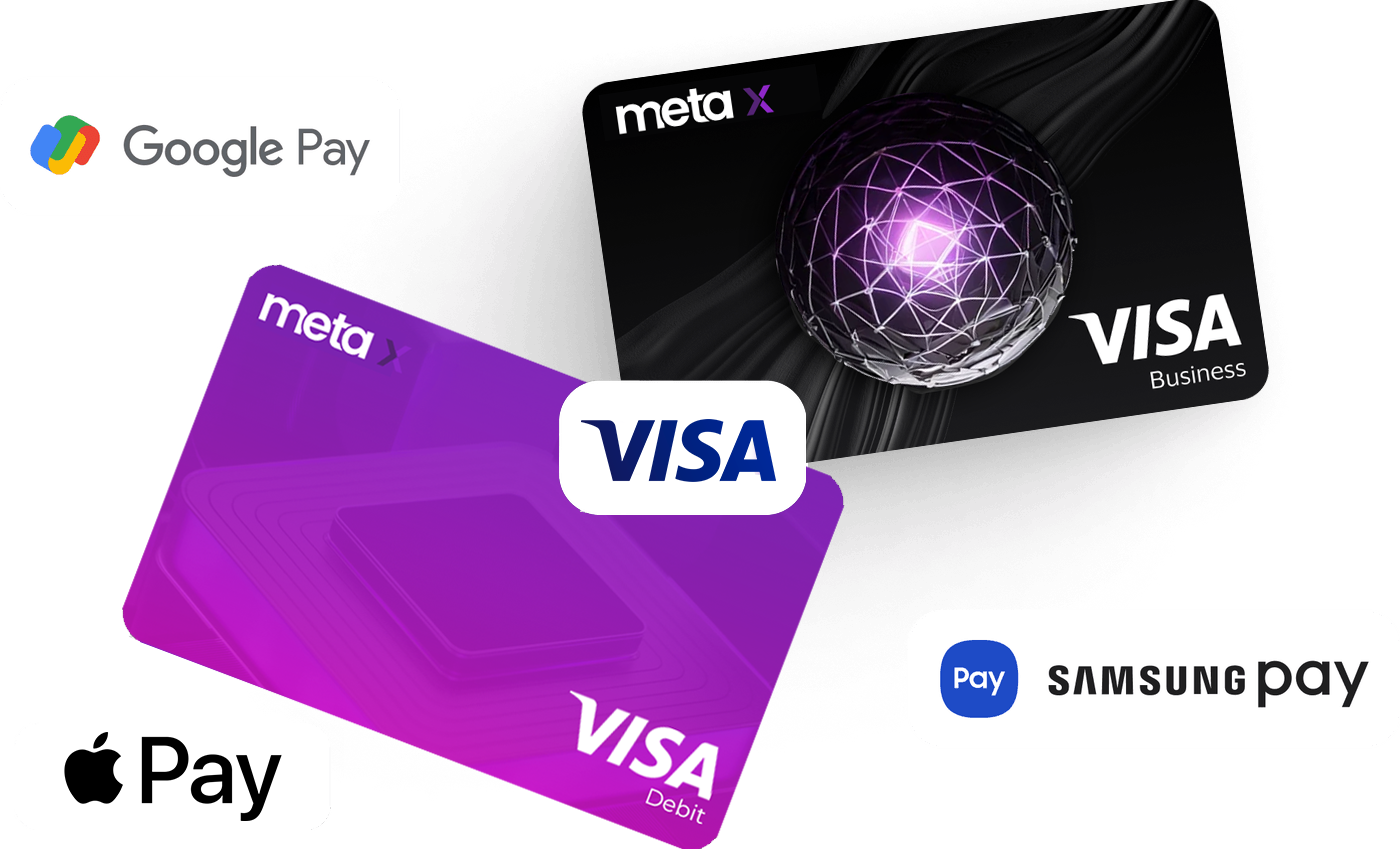 meta X
Google Pay
VISA
Business
meta X
VISA
Pay SAMSUNG pay
VISA
Debit
Pay